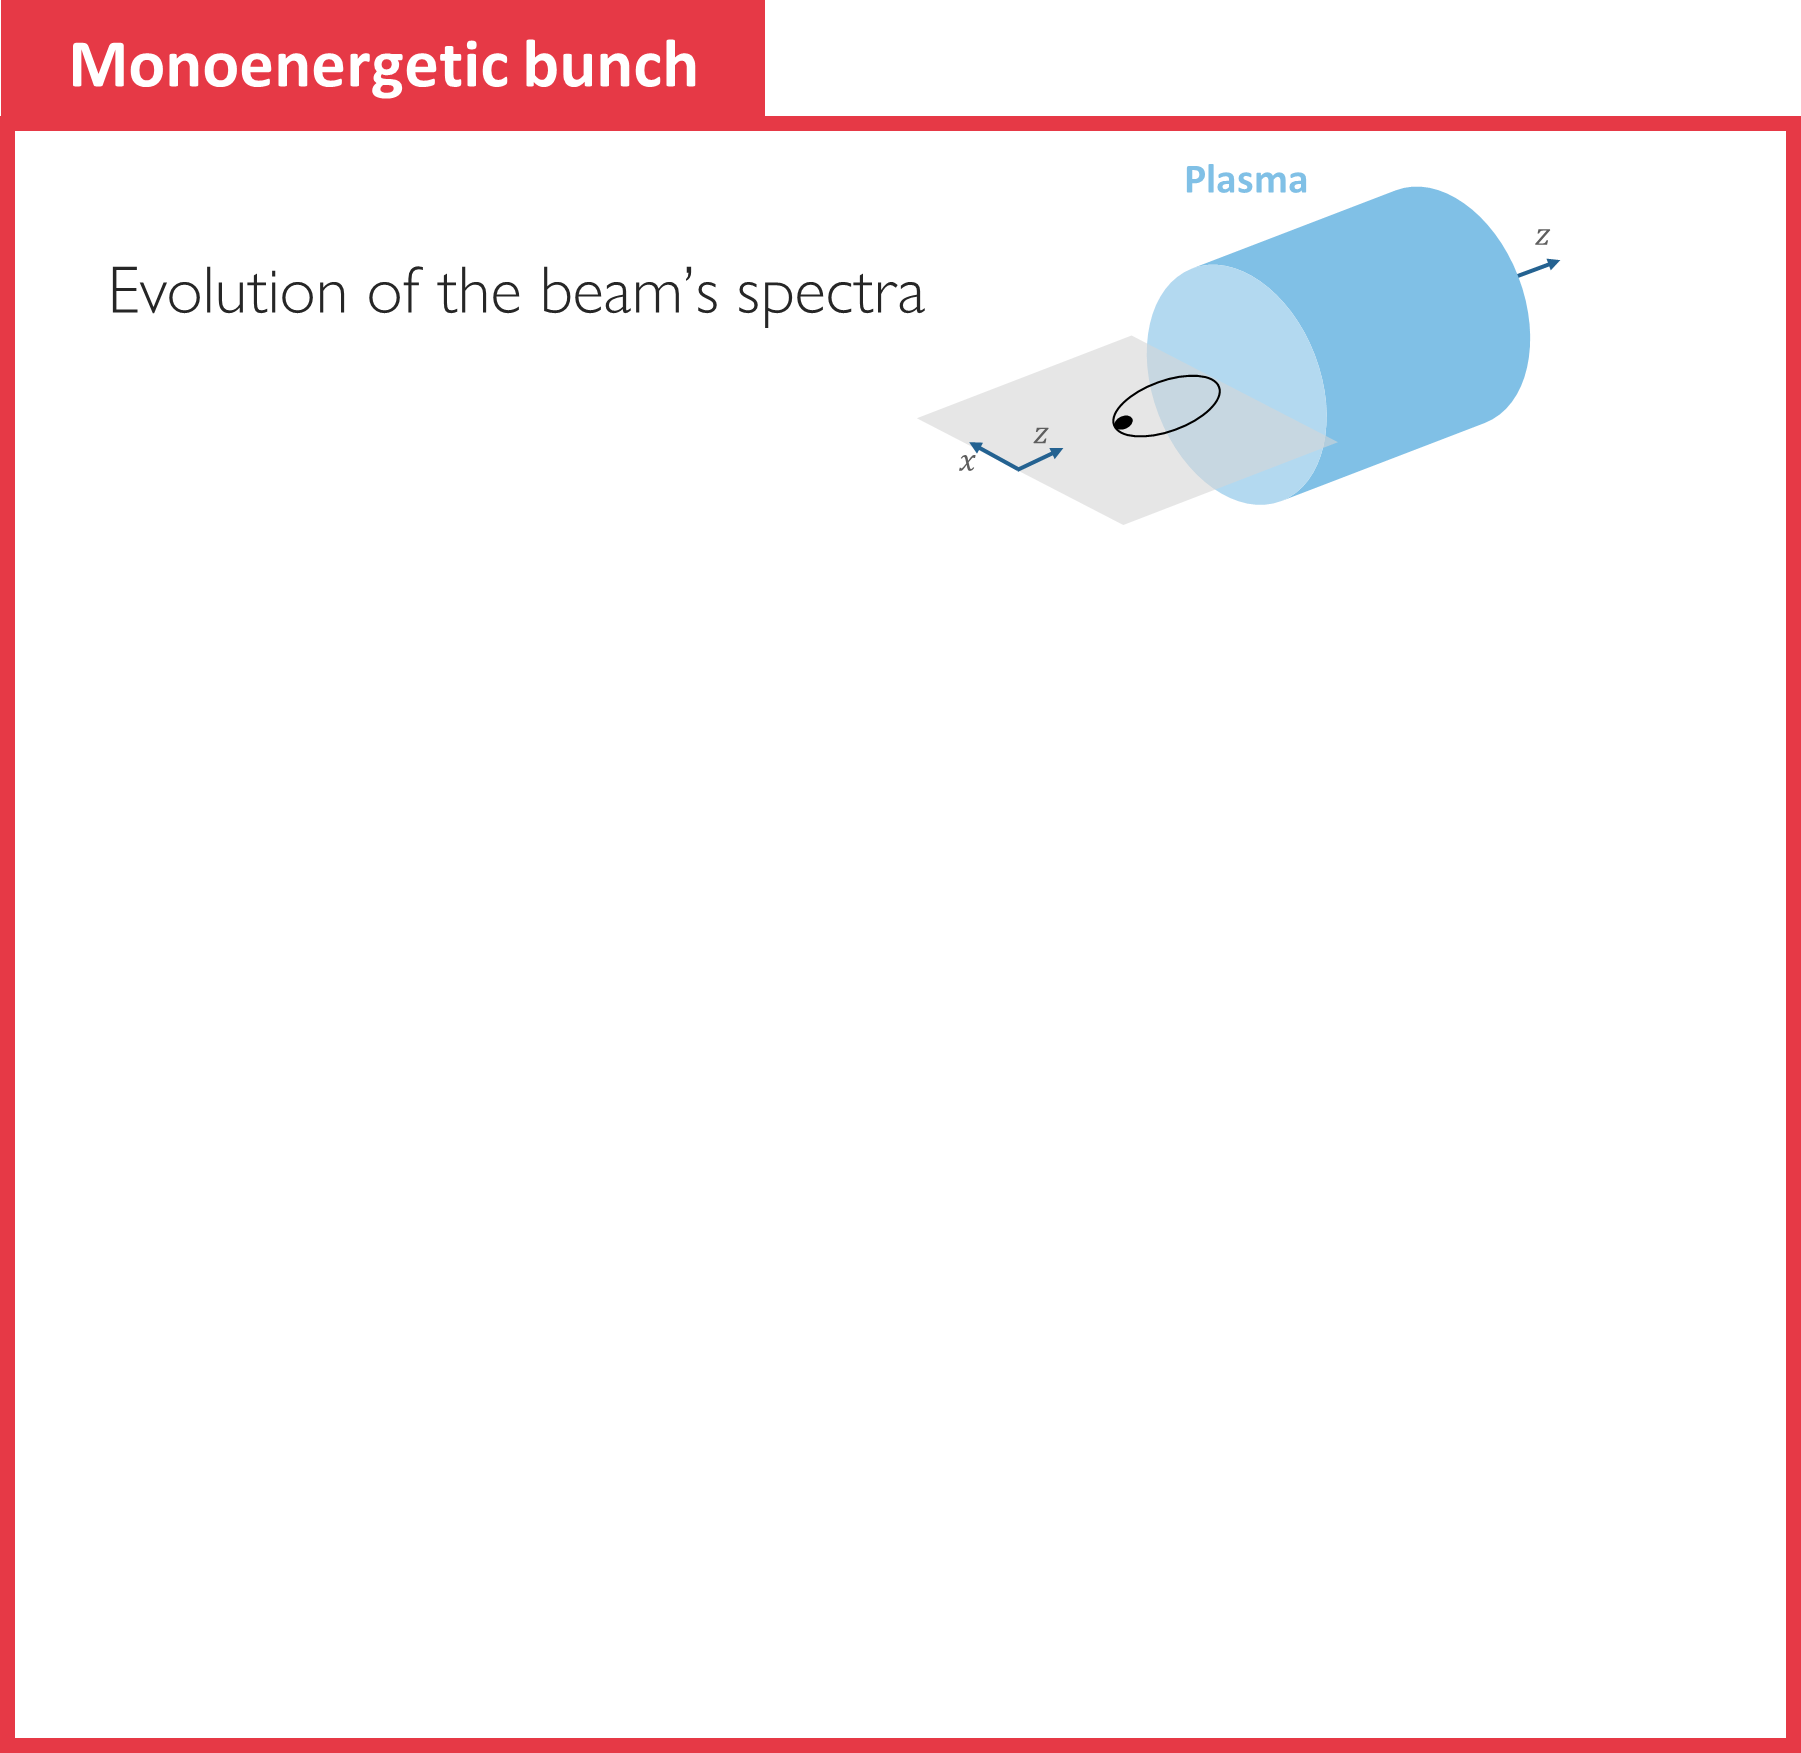 Monoenergetic bunch
Plasma
z
Evolution of the beam’s spectra
z
x